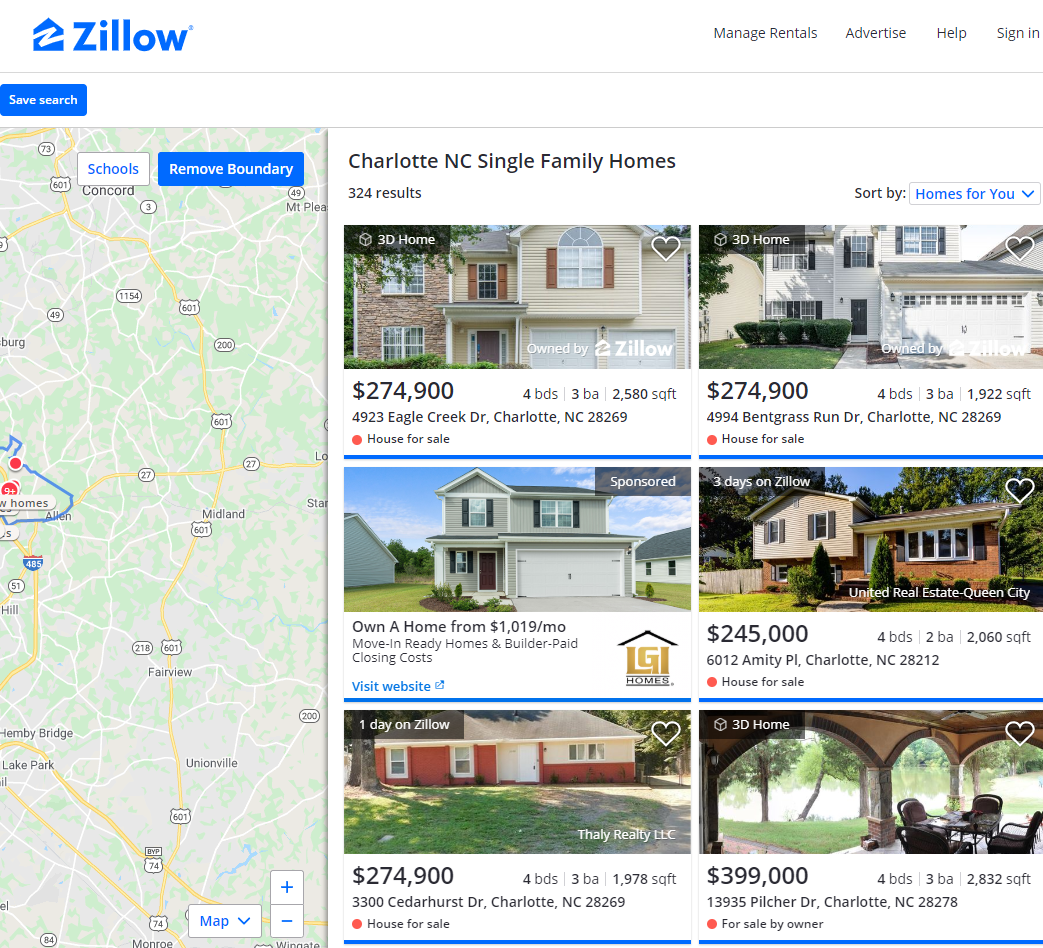 Zillow
Manage Rentals
Advertise
Help
Sign in
Save search
Schools
Remove Boundary
73
601
Concord
3
49
Mt Plea
1154
601
49
sburg
200
601
27
27
Lo
9+
w homes
Allen
Midland
Star
601
s
485
51
Hill
218
601
Fairview
200
Hemby Bridge
Lake Park
Unionville
601
BYP
74
74
84
Monroe
601
Wingate
Map
+
−
Charlotte NC Single Family Homes
324 results
Sort by: Homes for You
3D Home
Owned by Zillow
$274,900
4 bds 3 ba 2,580 sqft
4923 Eagle Creek Dr, Charlotte, NC 28269
House for sale
3D Home
Owned by Zillow
$274,900
4 bds 3 ba 1,922 sqft
4994 Bentgrass Run Dr, Charlotte, NC 28269
House for sale
Sponsored
Own A Home from $1,019/mo
Move-In Ready Homes & Builder-Paid
Closing Costs
Visit website
LGI
HOMES
3 days on Zillow
United Real Estate-Queen City
$245,000
4 bds 2 ba 2,060 sqft
6012 Amity Pl, Charlotte, NC 28212
House for sale
1 day on Zillow
Thaly Realty LLC
$274,900
4 bds 3 ba 1,978 sqft
3300 Cedarhurst Dr, Charlotte, NC 28269
House for sale
3D Home
$399,000
4 bds 4 ba 2,832 sqft
13935 Pilcher Dr, Charlotte, NC 28278
For sale by owner